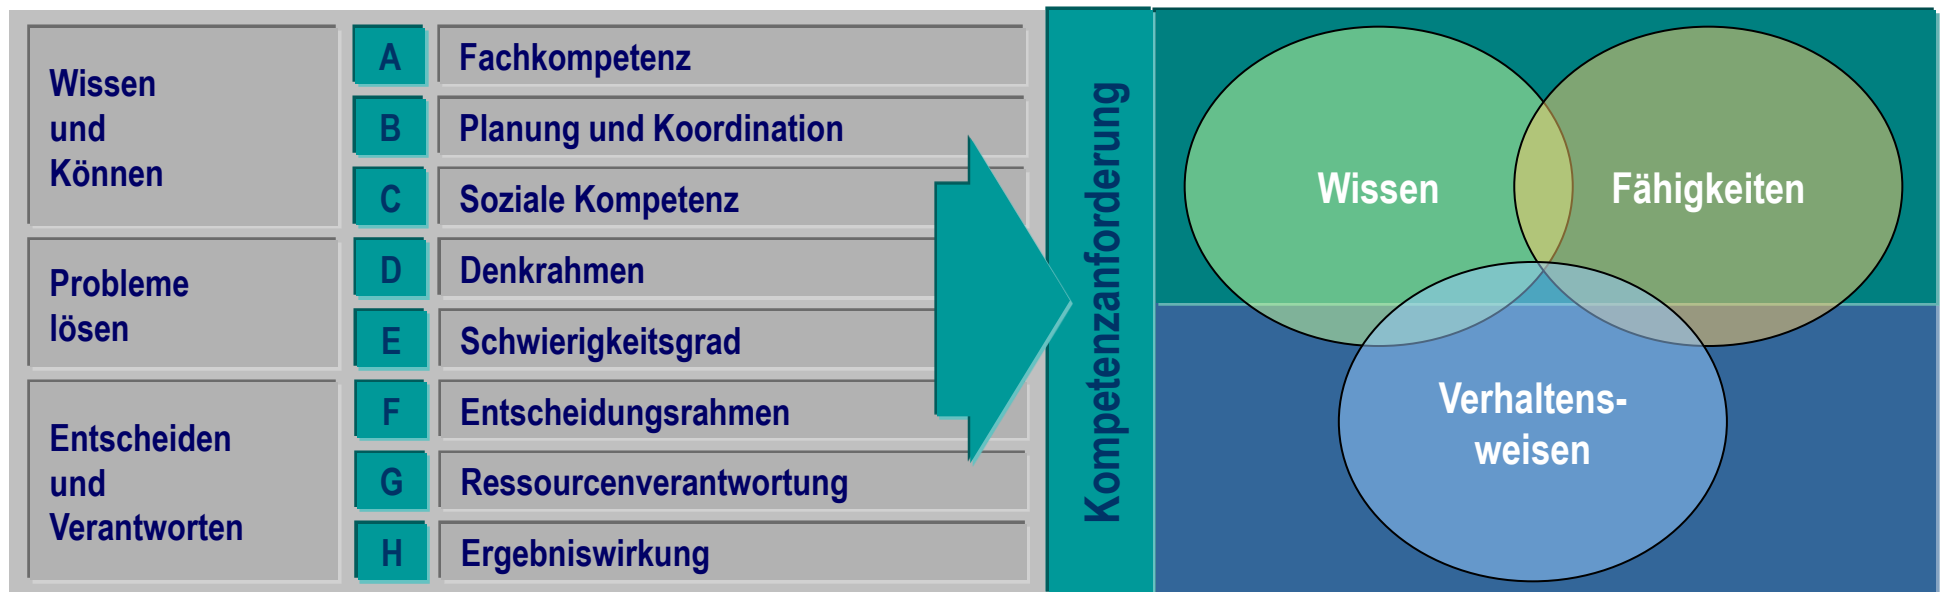 Wissen
und
Können
A
Fachkompetenz
B
Planung und Koordination
C
Soziale Kompetenz
Probleme
lösen
D
Denkrahmen
E
Schwierigkeitsgrad
Entscheiden
und
Verantworten
F
Entscheidungsrahmen
G
Ressourcenverantwortung
H
Ergebniswirkung
Kompetenzanforderung
Wissen
Fähigkeiten
Verhaltens-
weisen